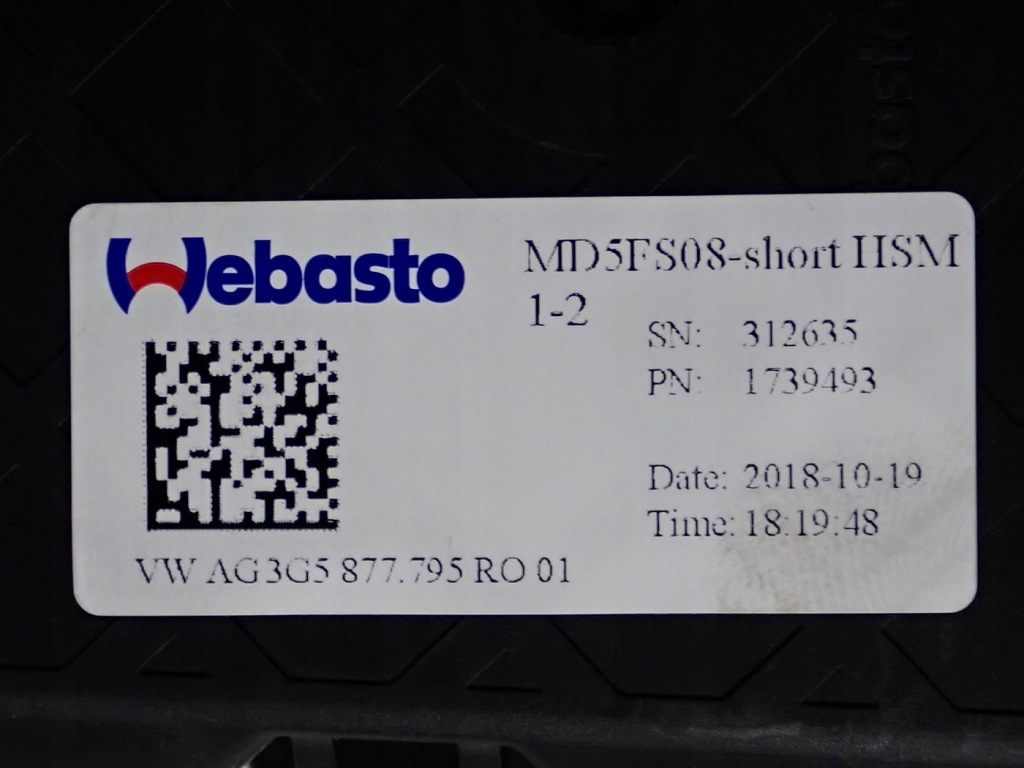 basto
Webasto
MD5FS08-short HSM
1-2
SN: 312635
PN: 1739493
Date: 2018-10-19
Time: 18:19:48
VW AG 3G5 877.795 RO 01